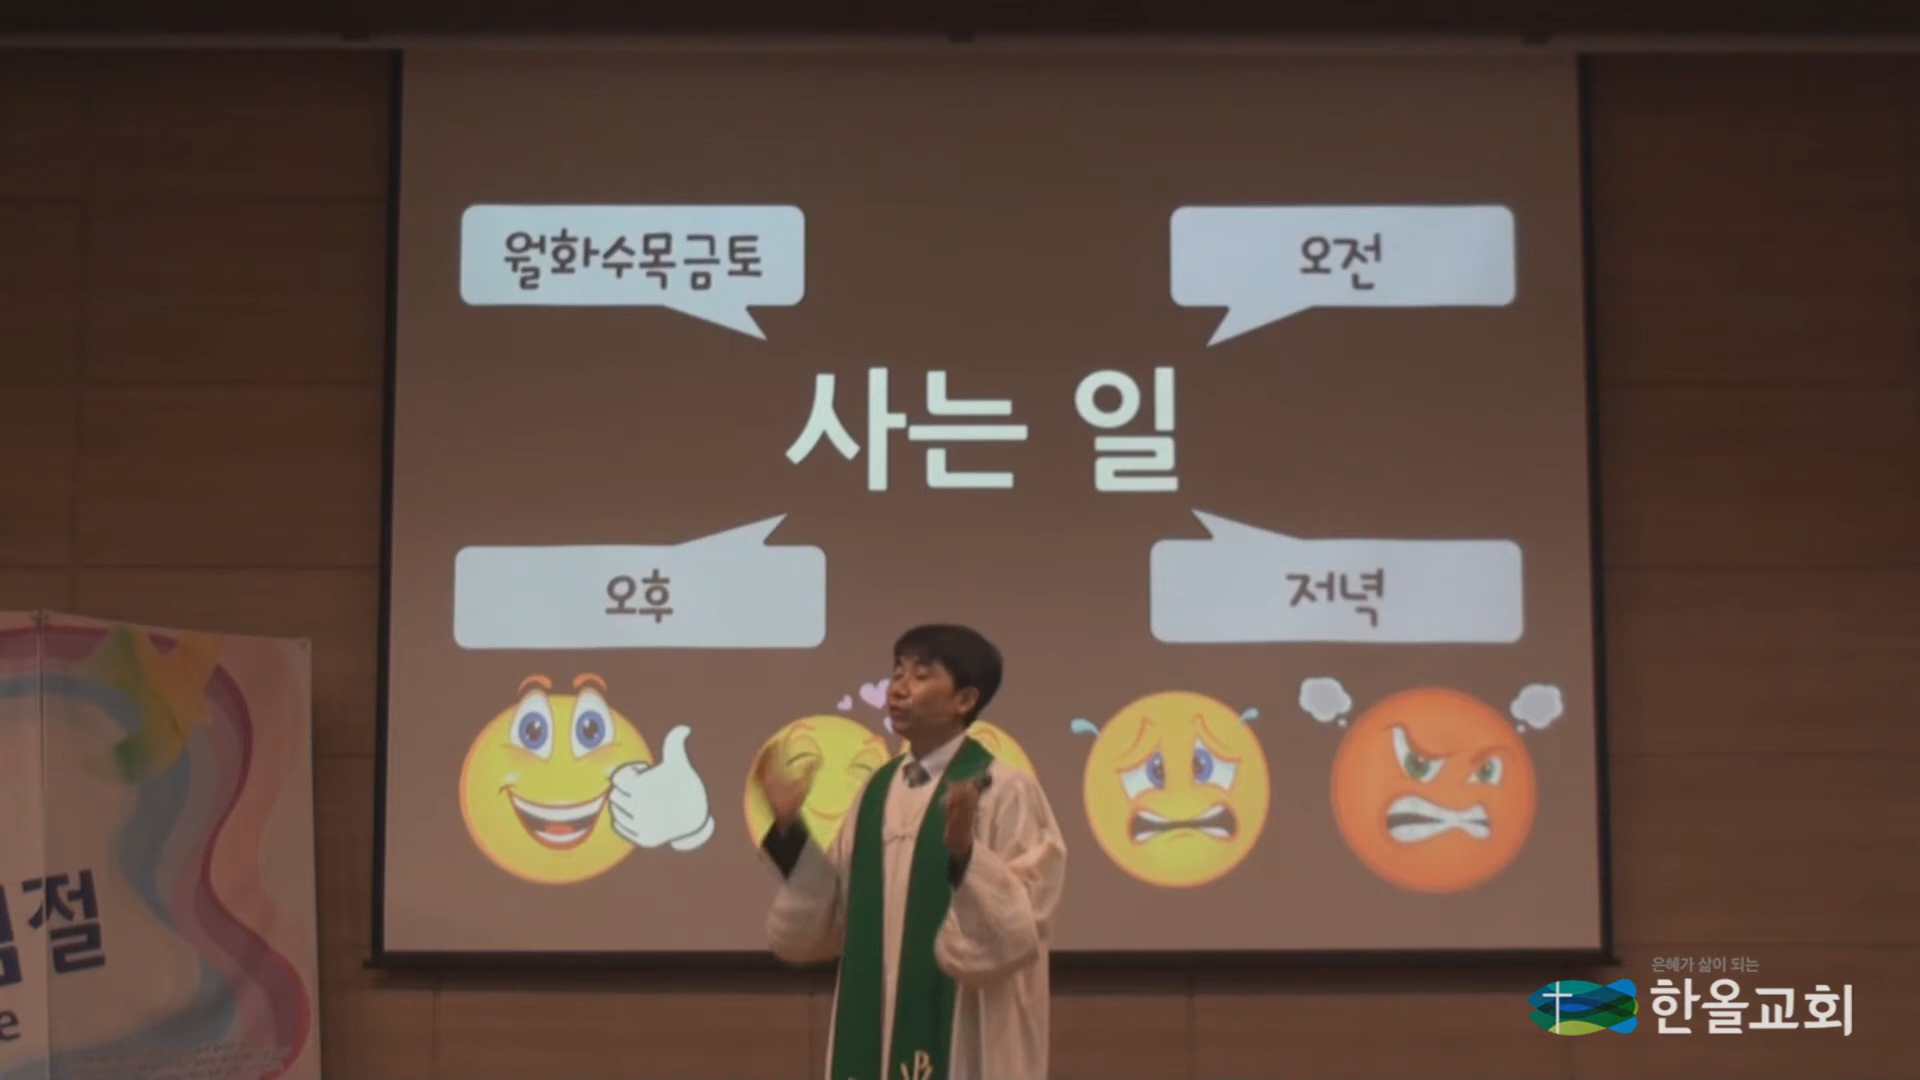 월화수목금토
오전
사는 일
오후
저녁
절
e
은혜가 삶이 되는
한올교회